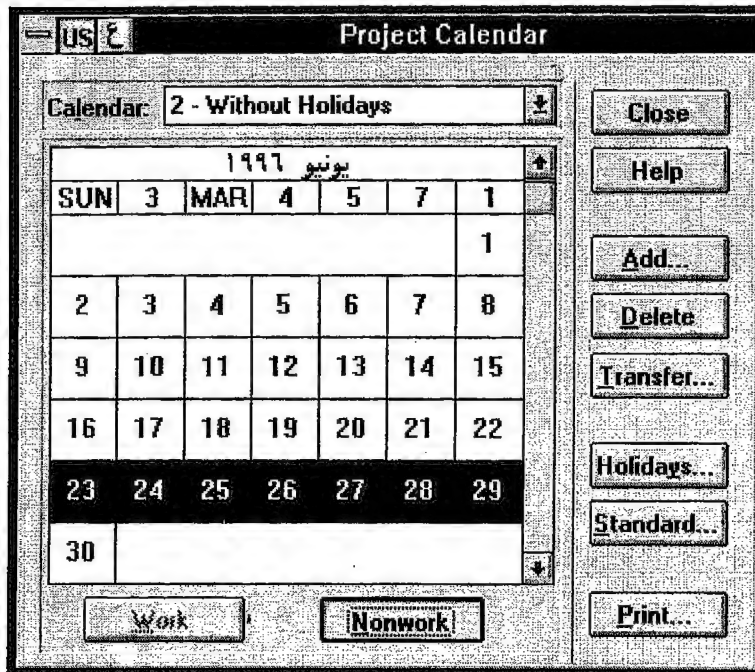 US ع Project Calendar
Calendar: 2 - Without Holidays
يونيو ١٩٩٦
SUN 3 MAR 4 5 7 1
1
2 3 4 5 6 7 8
9 10 11 12 13 14 15
16 17 18 19 20 21 22
23 24 25 26 27 28 29
30
Work Nonwork
Close
Help
Add...
Delete
Transfer...
Holidays...
Standard...
Print...